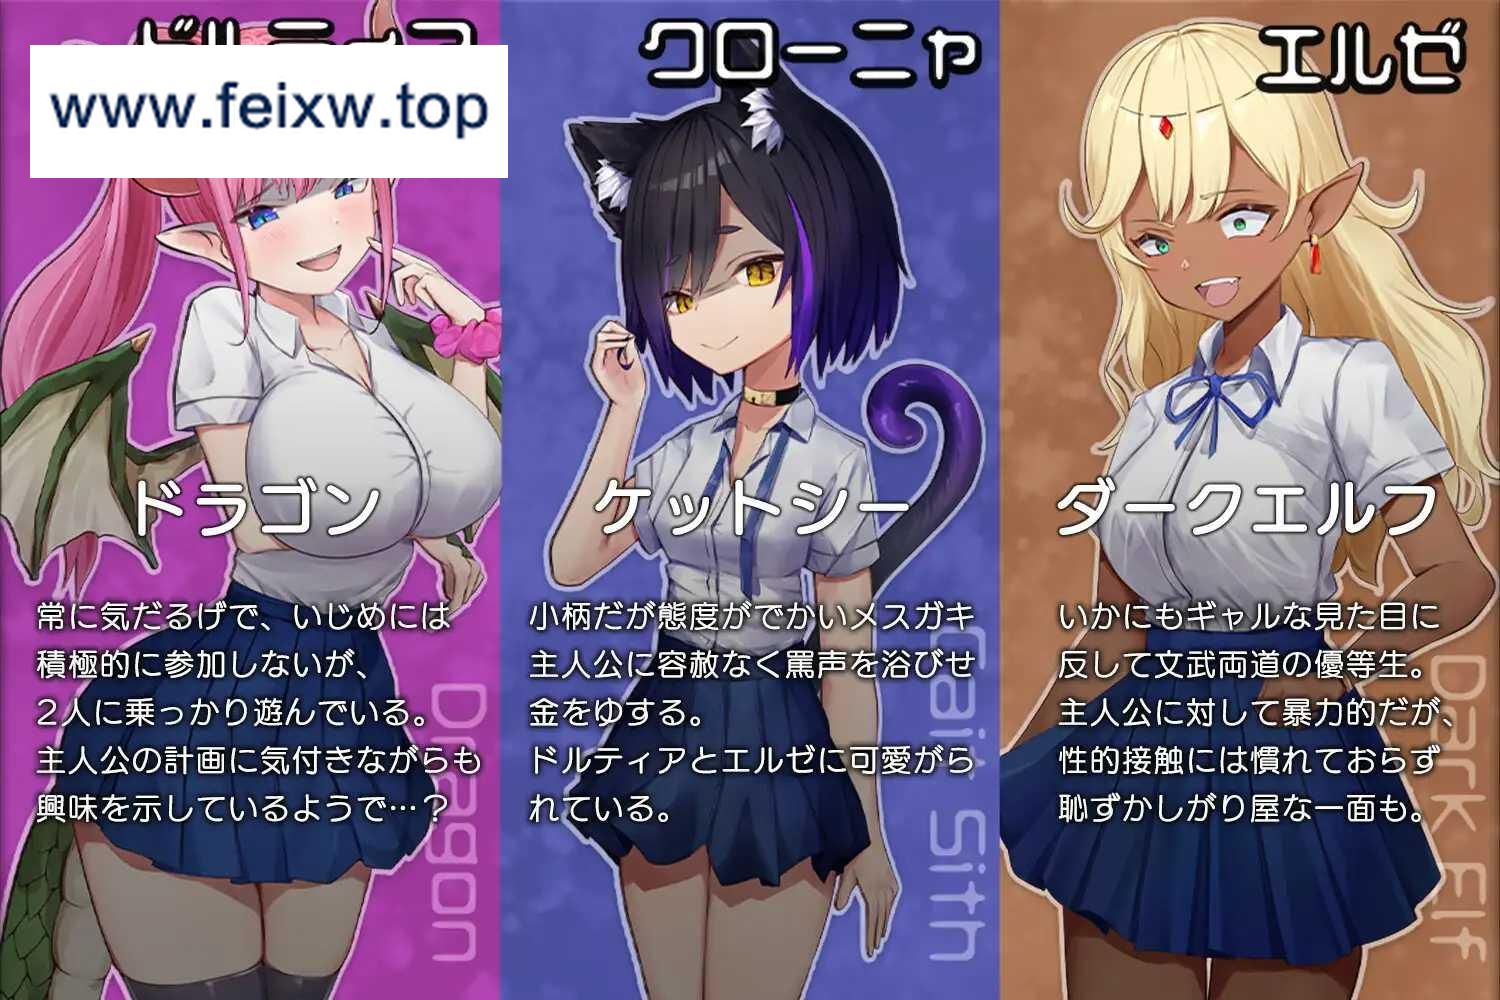 www.feixw.top
クローニャ
エルゼ
ドラゴン
ケットシー
ダークエルフ
常に気だるげで、いじめには
積極的に参加しないが、
2人に乗っかり遊んでいる。
主人公の計画に気付きながらも
興味を示しているようで…？
小柄だが態度がでかいメスガキ
主人公に容赦なく罵声を浴びせ
金をゆする。
ドルティアとエルゼに可愛がら
れている。
いかにもギャルな見た目に
反して文武両道の優等生。
主人公に対して暴力的だが、
性的接触には慣れておらず
恥ずかしがり屋な一面も。
Dragon
Cait Sith
Dark Elf